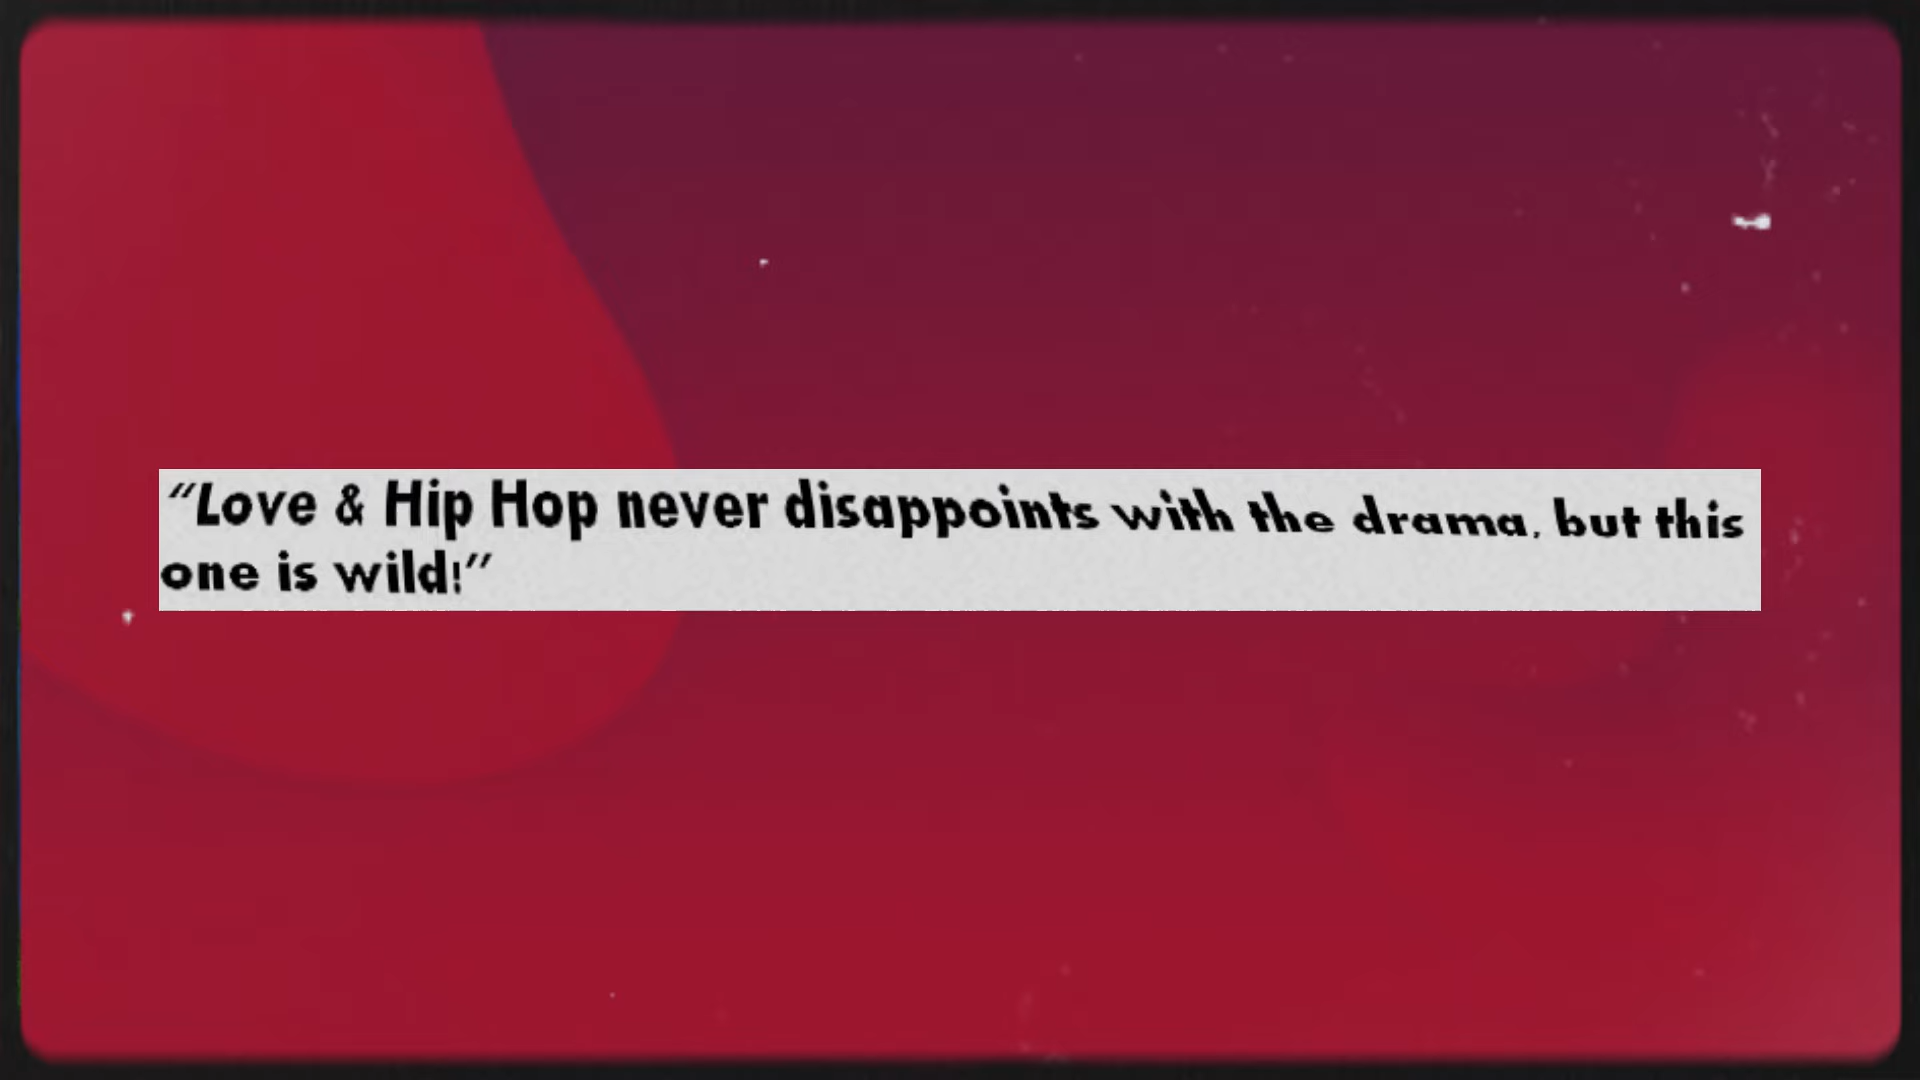 “Love & Hip Hop never disappoints with the drama, but this
one is wild!”